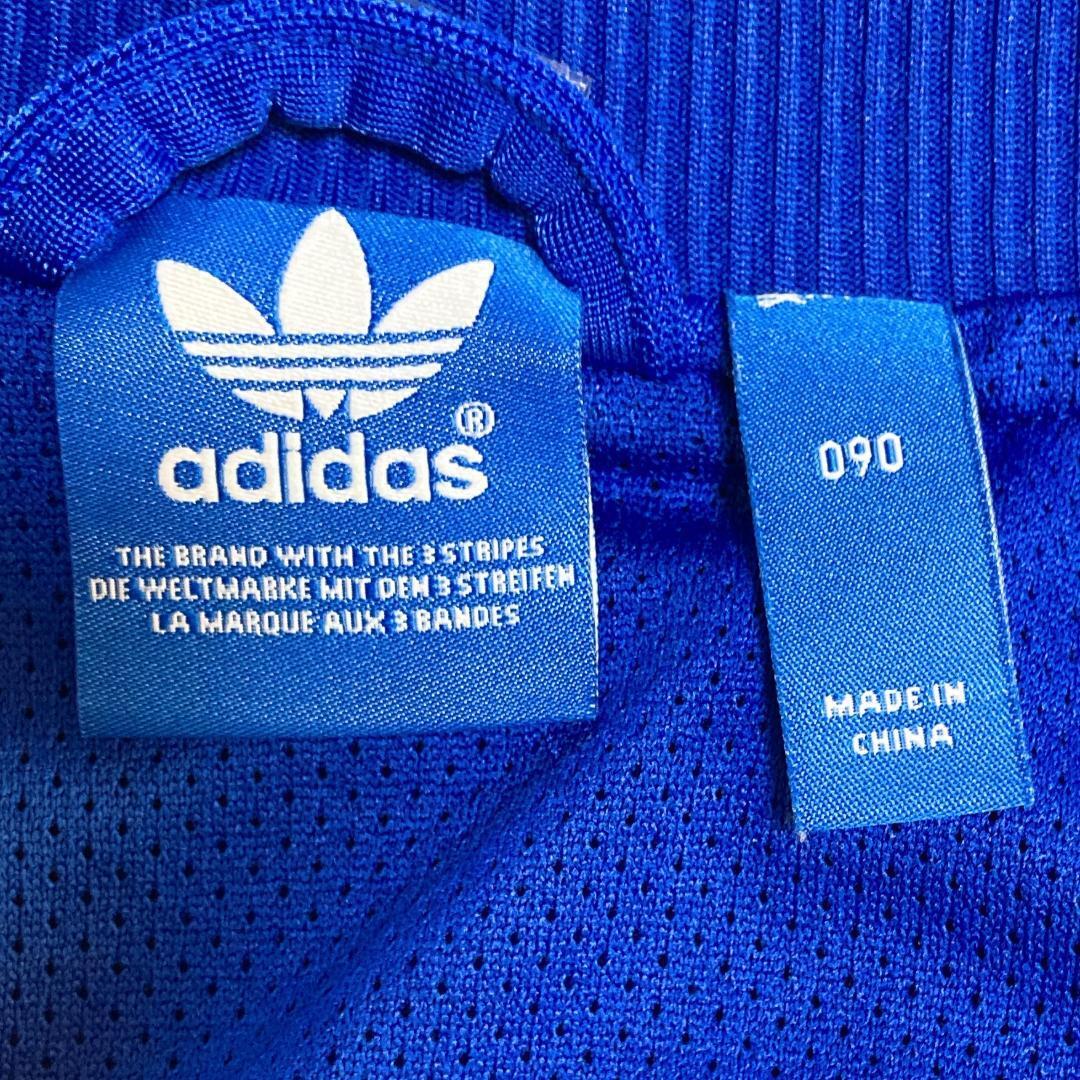 adidas®
THE BRAND WITH THE 3 STRIPES
DIE WELTMARKE MIT DEN 3 STREIFEN
LA MARQUE AUX 3 BANDES
090
MADE IN
CHINA